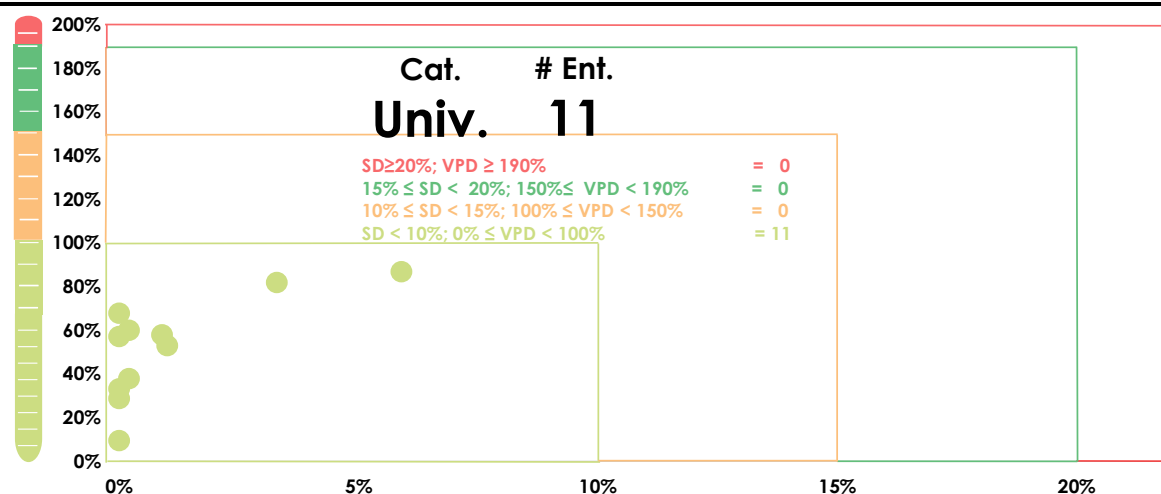 200%
180%
160%
140%
120%
100%
80%
60%
40%
20%
0%
Cat. # Ent.
Univ. 11
SD≥20%; VPD ≥ 190% = 0
15% ≤ SD < 20%; 150%≤ VPD < 190% = 0
10% ≤ SD < 15%; 100% ≤ VPD < 150% = 0
SD < 10%; 0% ≤ VPD < 100% = 11
0% 5% 10% 15% 20%